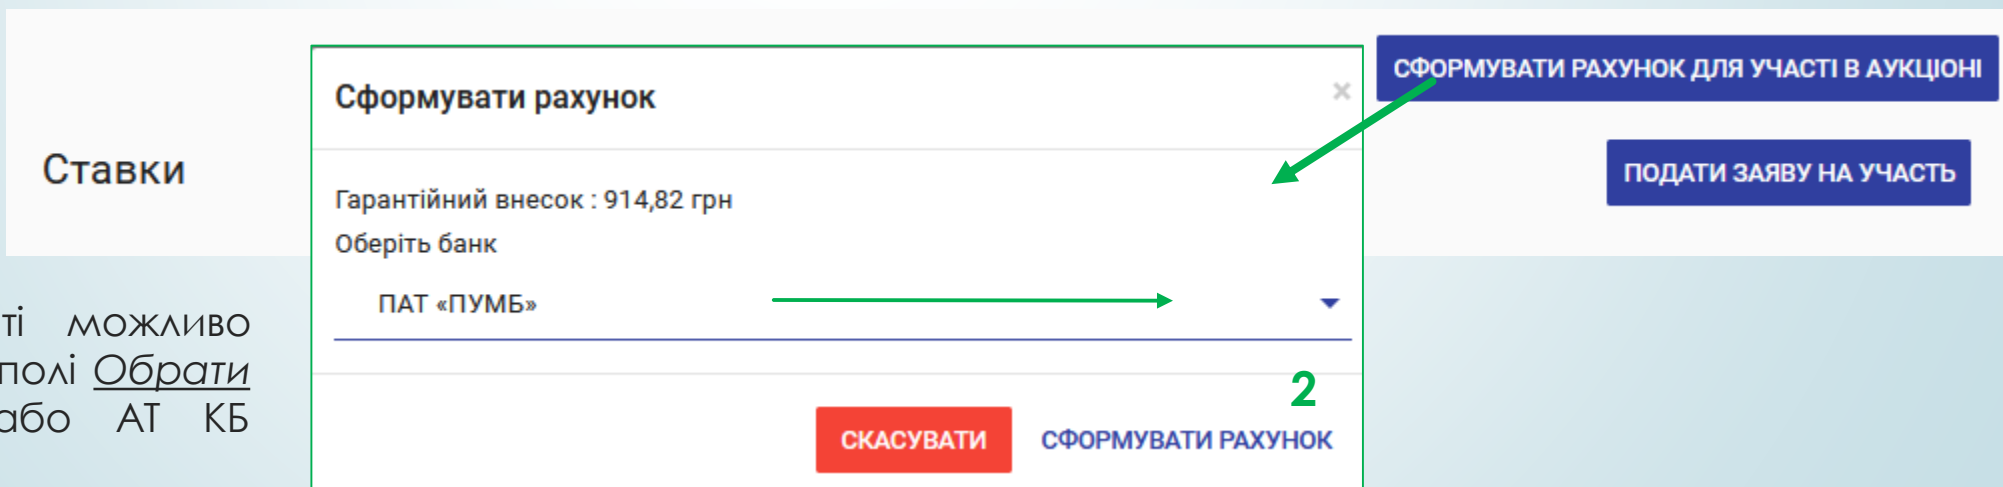 СФОРМУВАТИ РАХУНОК ДЛЯ УЧАСТІ В АУКЦІОНІ
Сформувати рахунок
×
Ставки
ПОДАТИ ЗАЯВУ НА УЧАСТЬ
Гарантійний внесок : 914,82 грн
Оберіть банк
ПАТ «ПУМБ»
ті можливо
полі Обрати
або АТ КБ
2
СКАСУВАТИ СФОРМУВАТИ РАХУНОК